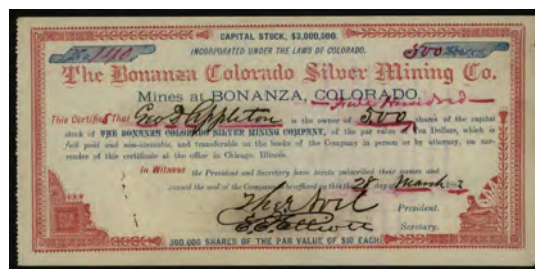 CAPITAL STOCK, $3,000,000.
No. 140 INCORPORATED UNDER THE LAWS OF COLORADO. 500 Shares
The Bonanza Colorado Silver Mining Co.
Mines at BONANZA, COLORADO.
Five Hundred
This Certifies That Geo D Appleton is the owner of 500 shares of the capital
stock of THE BONANZA COLORADO SILVER MINING COMPANY, of the par value of Ten Dollars, which is
full paid and non-assessable, and transferable on the books of the Company in person or by attorney, on sur-
render of this certificate at the office in Chicago, Illinois.
In Witness the President and Secretary have hereto subscribed their names and
caused the seal of the Company to be affixed on this the 28 day of March
President.
E.E. Elliott Secretary.
300,000 SHARES OF THE PAR VALUE OF $10 EACH.